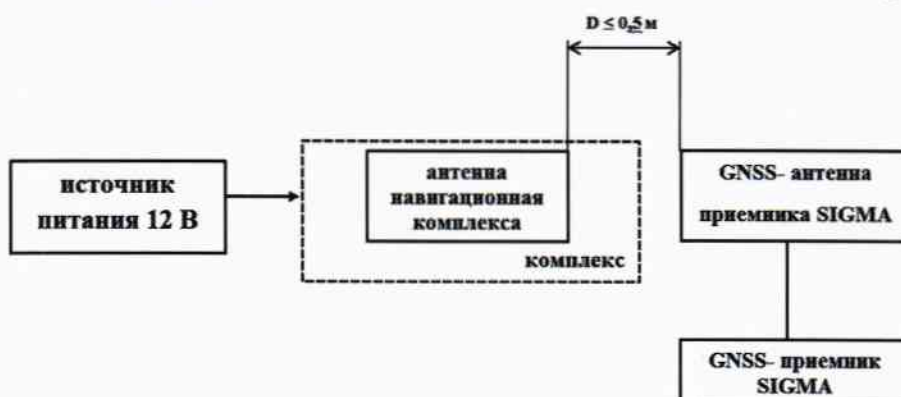 D ≤ 0,5 м
источник
питания 12 В
антенна
навигационная
комплекса
комплекс
GNSS– антенна
приемника SIGMA
GNSS– приемник
SIGMA